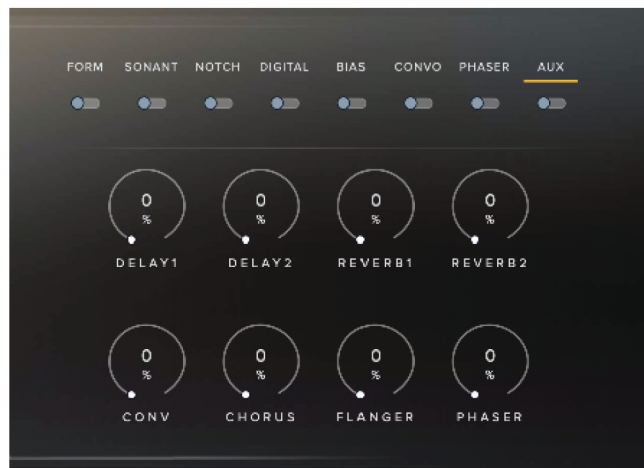 FORM SONANT NOTCH DIGITAL BIAS CONVO PHASER AUX
0 0 0 0
% % % %
DELAY1 DELAY2 REVERB1 REVERB2
0 0 0 0
% % % %
CONV CHORUS FLANGER PHASER